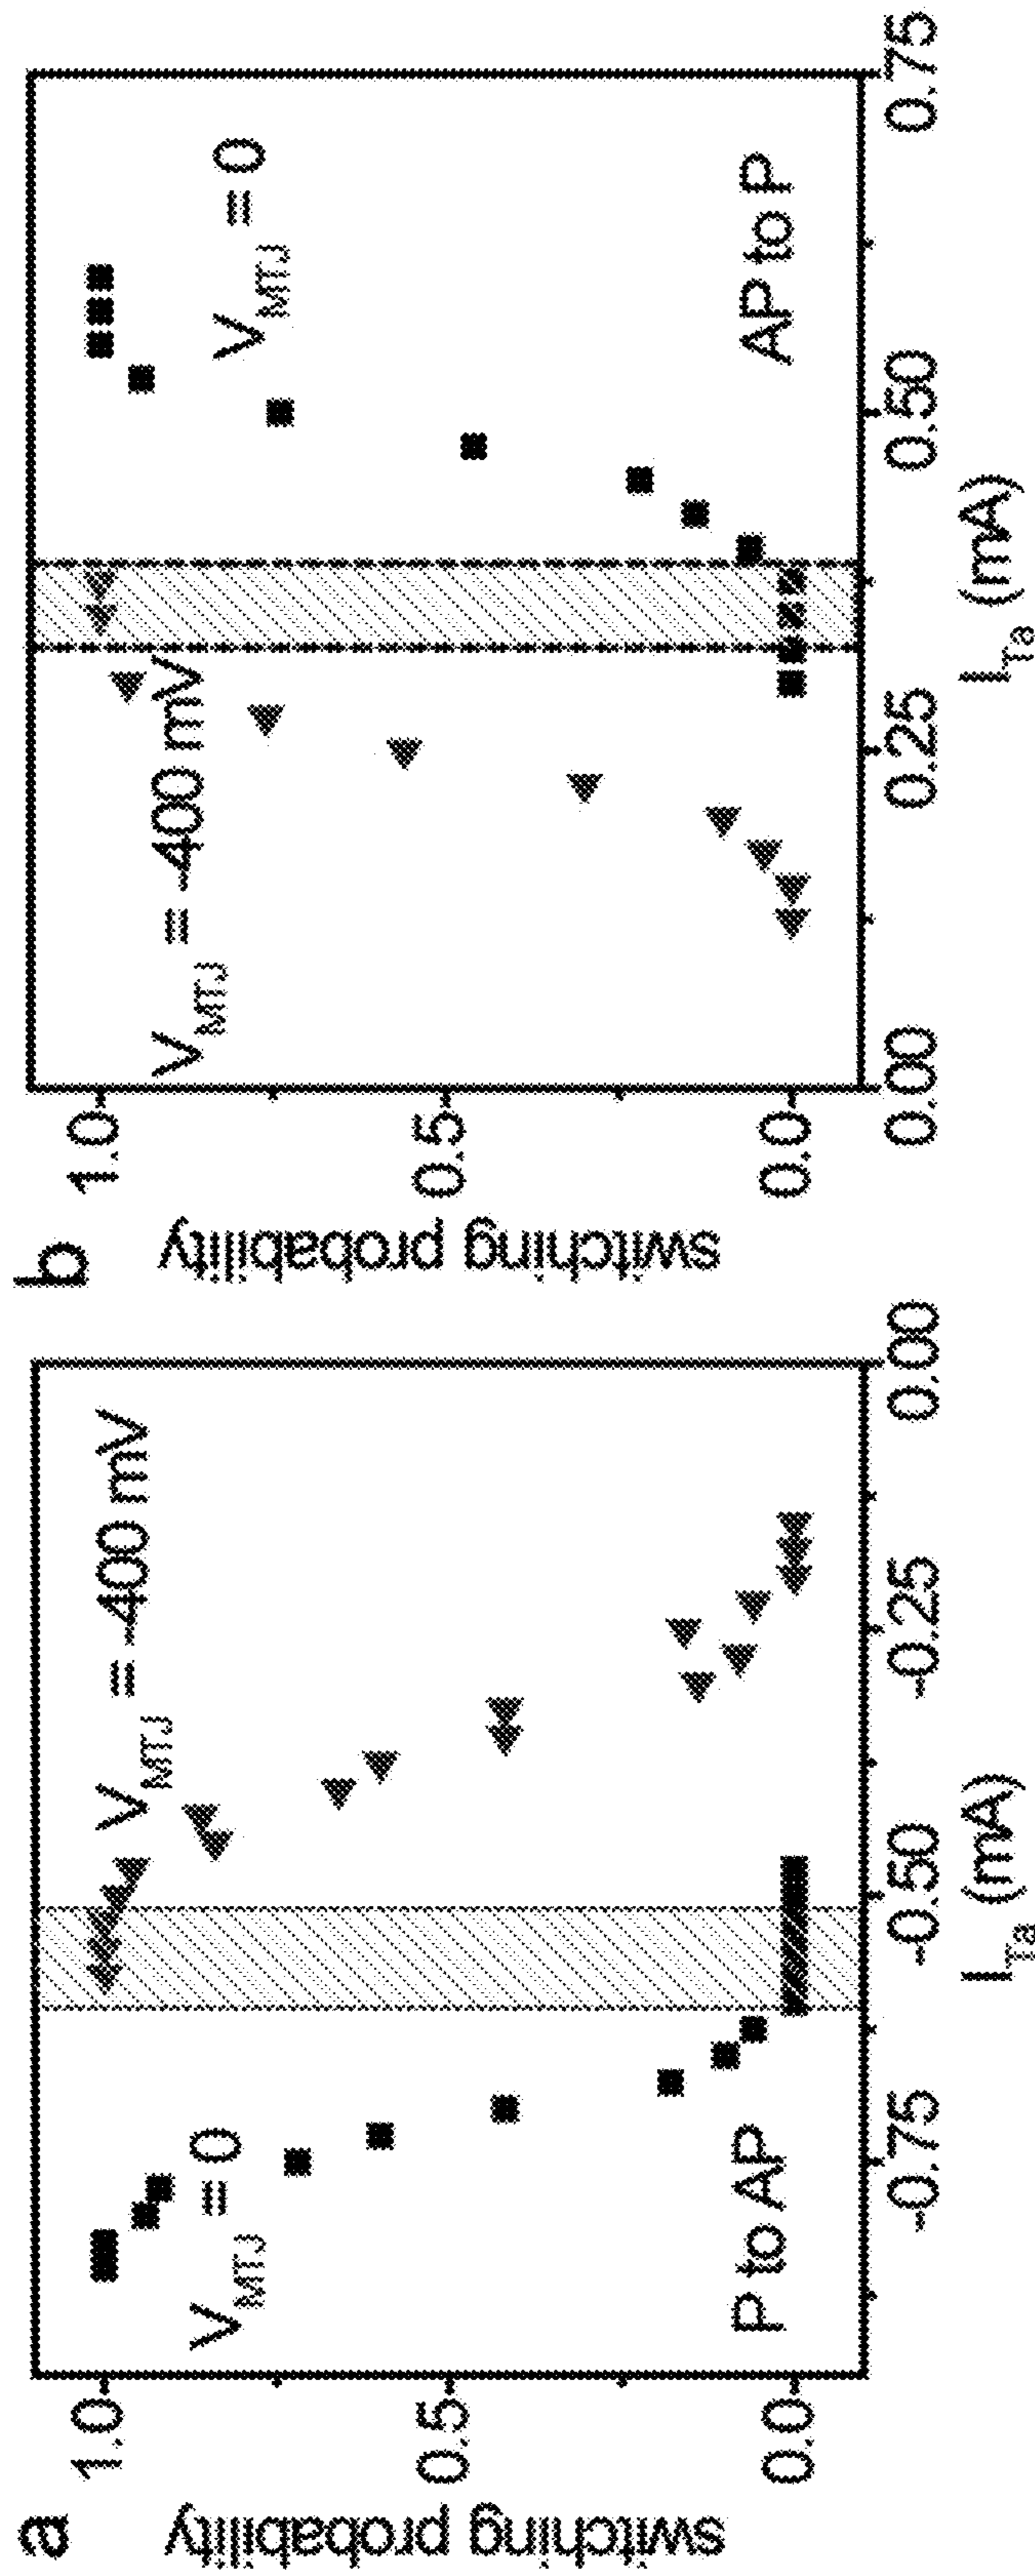 a
switching probability
1.0
0.5
0.0
V_MTJ = 0
V_MTJ = -400 mV
P to AP
-0.75
-0.50
-0.25
0.00
I_Ta (mA)
b
switching probability
1.0
0.5
0.0
V_MTJ = -400 mV
V_MTJ = 0
AP to P
0.00
0.25
0.50
0.75
I_Ta (mA)